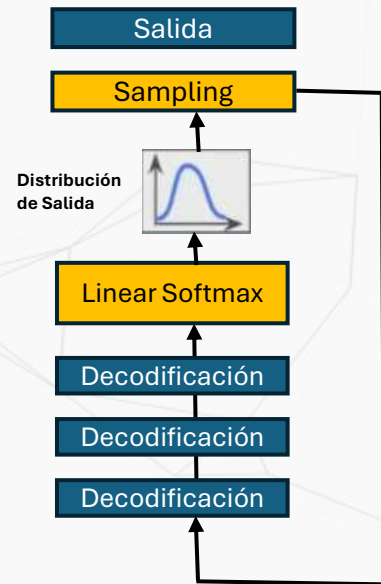 Salida
Sampling
Distribución
de Salida
Linear Softmax
Decodificación
Decodificación
Decodificación